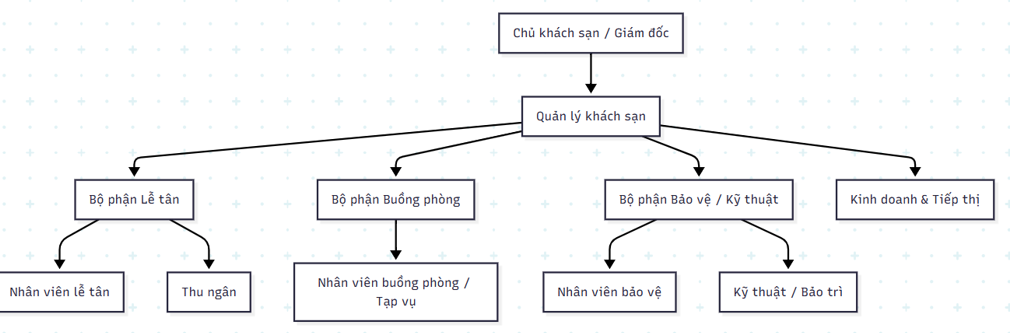 Chủ khách sạn / Giám đốc
Quản lý khách sạn
Bộ phận Lễ tân
Bộ phận Buồng phòng
Bộ phận Bảo vệ / Kỹ thuật
Kinh doanh & Tiếp thị
Nhân viên lễ tân
Thu ngân
Nhân viên buồng phòng /
Tạp vụ
Nhân viên bảo vệ
Kỹ thuật / Bảo trì